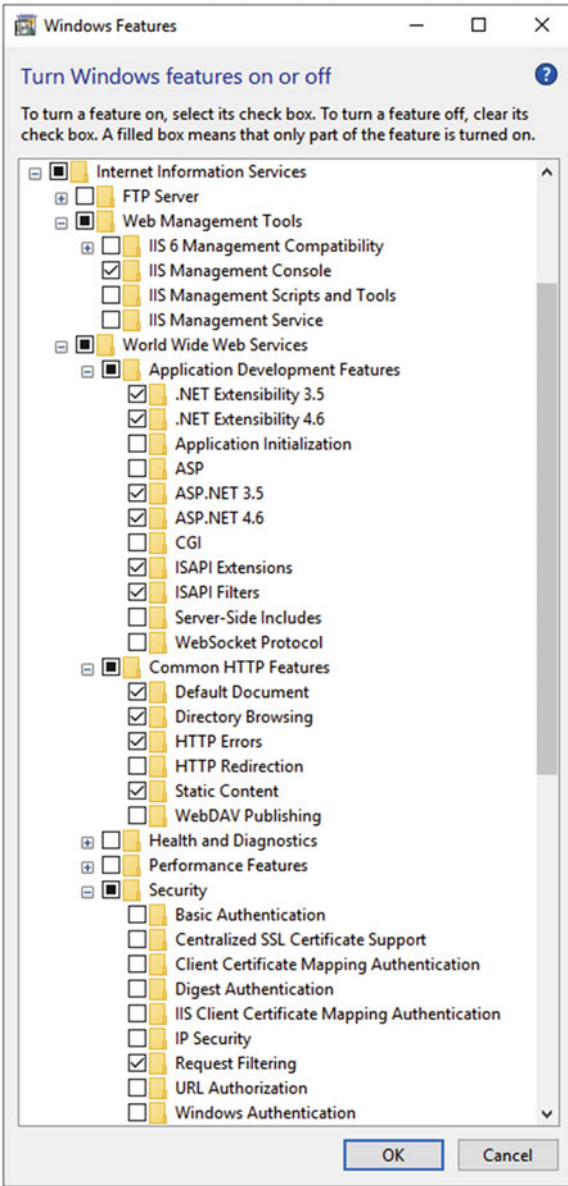 Windows Features
Turn Windows features on or off
To turn a feature on, select its check box. To turn a feature off, clear its
check box. A filled box means that only part of the feature is turned on.
Internet Information Services
FTP Server
Web Management Tools
IIS 6 Management Compatibility
IIS Management Console
IIS Management Scripts and Tools
IIS Management Service
World Wide Web Services
Application Development Features
.NET Extensibility 3.5
.NET Extensibility 4.6
Application Initialization
ASP
ASP.NET 3.5
ASP.NET 4.6
CGI
ISAPI Extensions
ISAPI Filters
Server-Side Includes
WebSocket Protocol
Common HTTP Features
Default Document
Directory Browsing
HTTP Errors
HTTP Redirection
Static Content
WebDAV Publishing
Health and Diagnostics
Performance Features
Security
Basic Authentication
Centralized SSL Certificate Support
Client Certificate Mapping Authentication
Digest Authentication
IIS Client Certificate Mapping Authentication
IP Security
Request Filtering
URL Authorization
Windows Authentication
OK Cancel